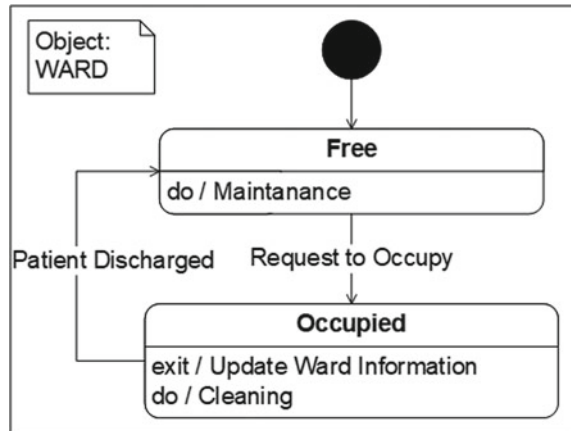 Object:
WARD
Free
do / Maintanance
Patient Discharged
Request to Occupy
Occupied
exit / Update Ward Information
do / Cleaning